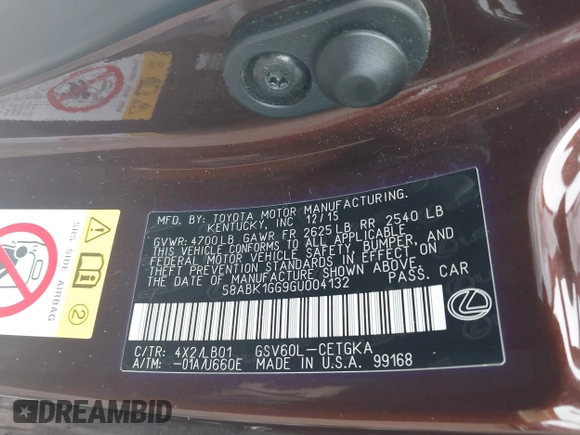 MFD. BY: TOYOTA MOTOR MANUFACTURING.
KENTUCKY, INC 12/15
GVWR: 4700LB GAWR FR 2625 LB RR 2540 LB
THIS VEHICLE CONFORMS TO ALL APPLICABLE
FEDERAL MOTOR VEHICLE SAFETY, BUMPER, AND
THEFT PREVENTION STANDARDS IN EFFECT ON
THE DATE OF MANUFACTURE SHOWN ABOVE.
58ABK1GG9GU004132 PASS. CAR
C/TR: 4X2/LB01 GSV60L-CETGKA
A/TM: -01A/U660E MADE IN U.S.A. 99168
SRS SIDE AIRBAG
2
DREAMBID